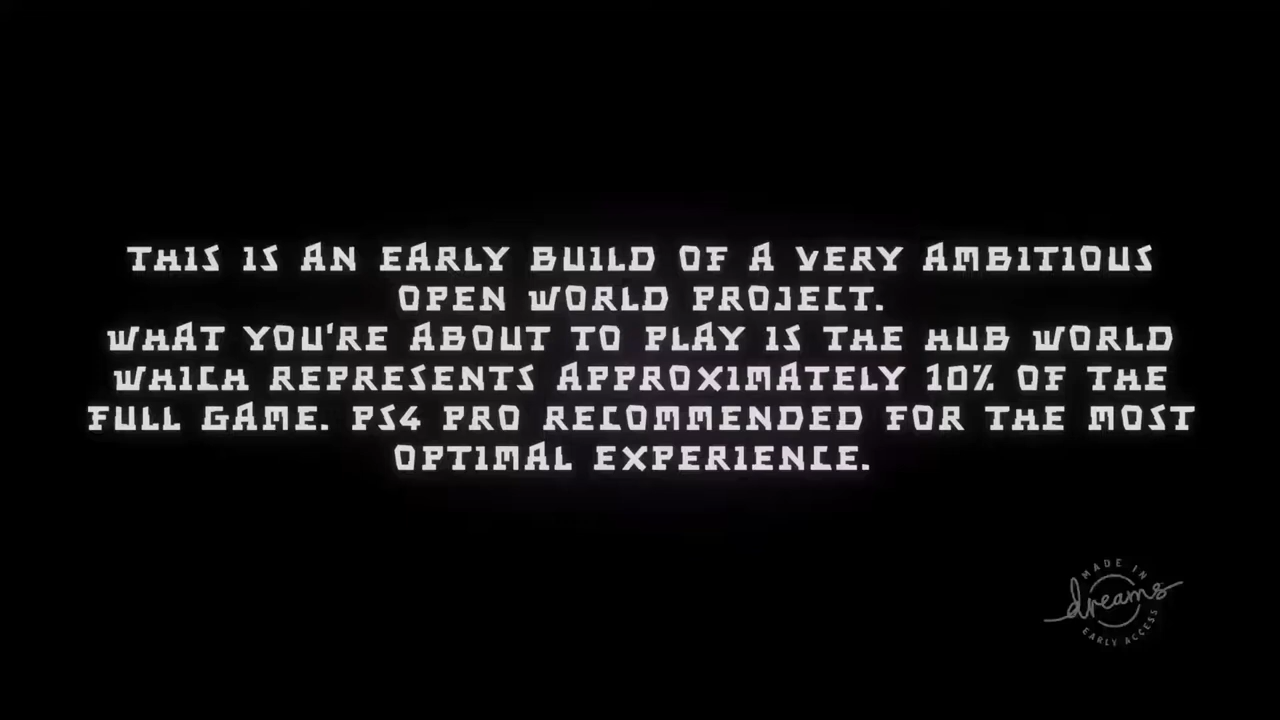 THIS IS AN EARLY BUILD OF A VERY AMBITIOUS
OPEN WORLD PROJECT.
WHAT YOU'RE ABOUT TO PLAY IS THE HUB WORLD
WHICH REPRESENTS APPROXIMATELY 10% OF THE
FULL GAME. PS4 PRO RECOMMENDED FOR THE MOST
OPTIMAL EXPERIENCE.
MADE IN
dreams
EARLY ACCESS